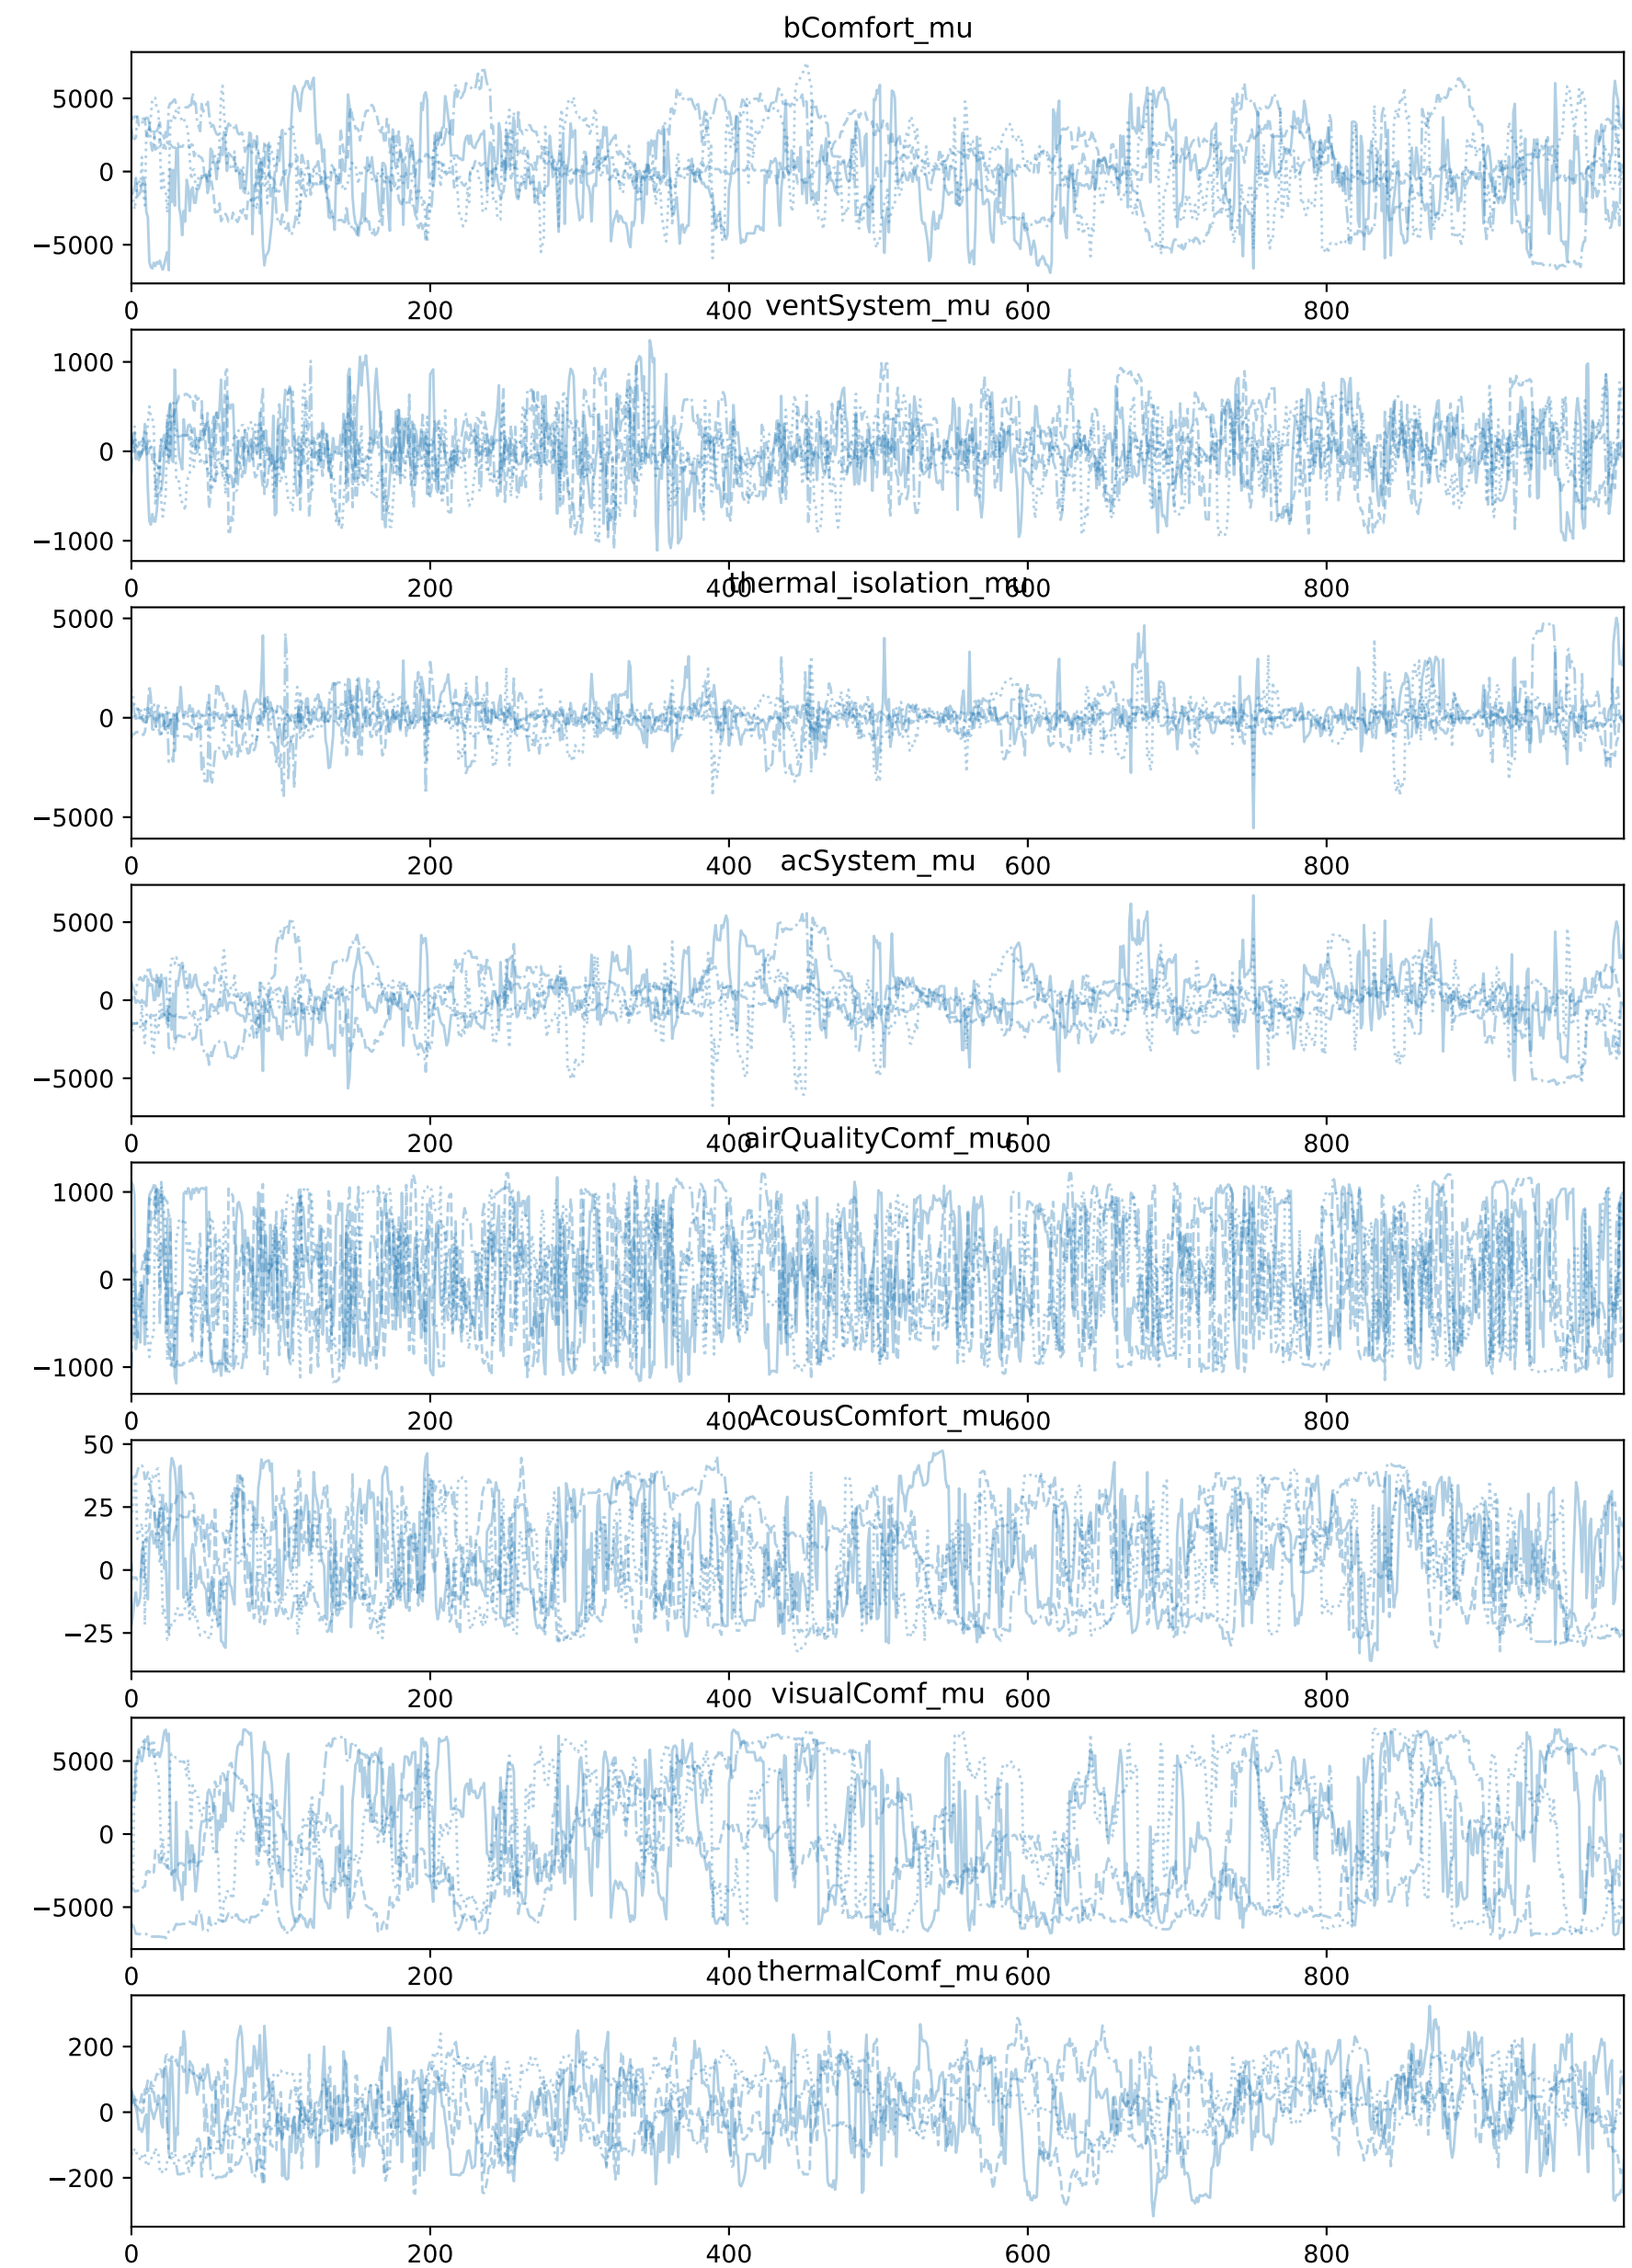 bComfort_mu
5000
0
−5000
0 200 400 600 800
ventSystem_mu
1000
0
−1000
0 200 400 600 800
thermal_isolation_mu
5000
0
−5000
0 200 400 600 800
acSystem_mu
5000
0
−5000
0 200 400 600 800
airQualityComf_mu
1000
0
−1000
0 200 400 600 800
AcousComfort_mu
50
25
0
−25
0 200 400 600 800
visualComf_mu
5000
0
−5000
0 200 400 600 800
thermalComf_mu
200
0
−200
0 200 400 600 800